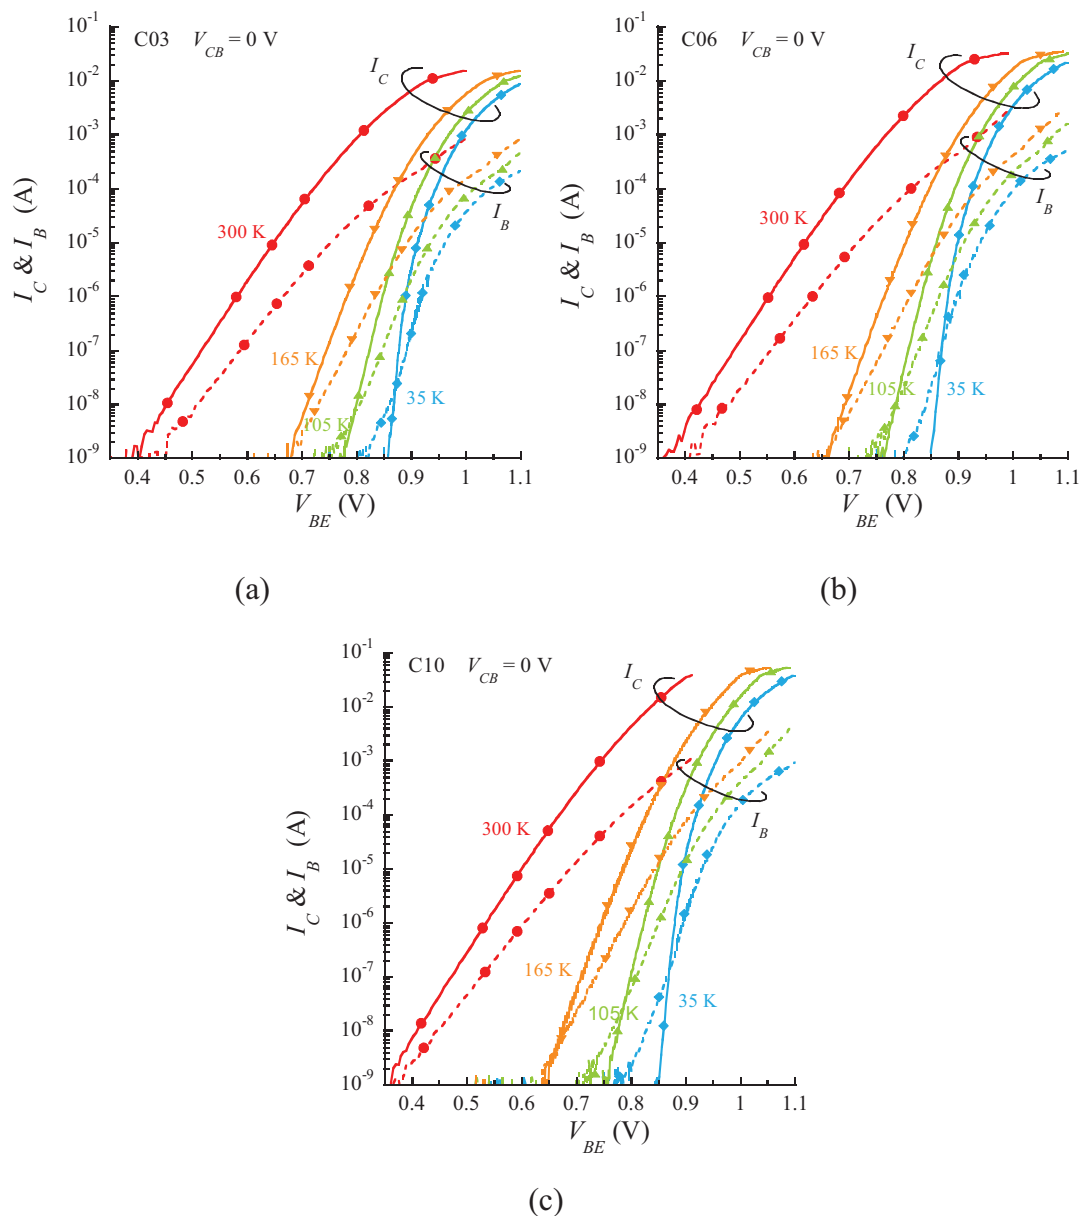 C03 V_CB = 0 V
10^-1
10^-2
10^-3
10^-4
10^-5
10^-6
10^-7
10^-8
10^-9
I_C & I_B (A)
I_C
I_B
300 K
165 K
105 K
35 K
0.4 0.5 0.6 0.7 0.8 0.9 1 1.1
V_BE (V)
(a)
C06 V_CB = 0 V
10^-1
10^-2
10^-3
10^-4
10^-5
10^-6
10^-7
10^-8
10^-9
I_C & I_B (A)
I_C
I_B
300 K
165 K
105 K
35 K
0.4 0.5 0.6 0.7 0.8 0.9 1 1.1
V_BE (V)
(b)
C10 V_CB = 0 V
10^-1
10^-2
10^-3
10^-4
10^-5
10^-6
10^-7
10^-8
10^-9
I_C & I_B (A)
I_C
I_B
300 K
165 K
105 K
35 K
0.4 0.5 0.6 0.7 0.8 0.9 1 1.1
V_BE (V)
(c)